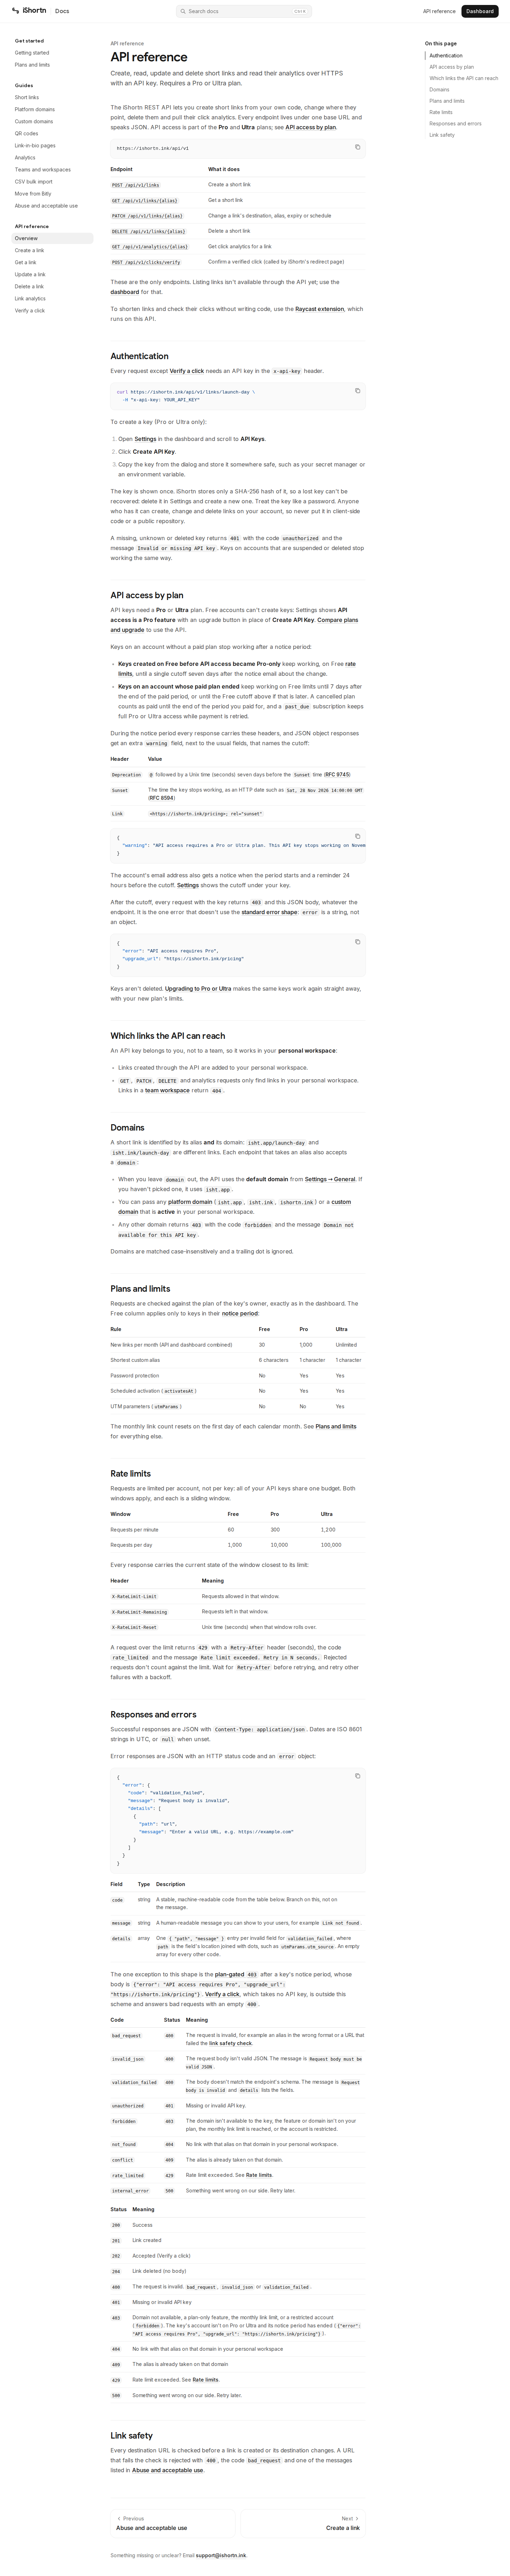 iShortn
Docs
Search docs
Ctrl K
API reference
Dashboard
Getting started
Getting started
Plans and limits
Guides
Short links
Platform domains
Custom domains
QR codes
Link-in-bio pages
Analytics
Teams and workspaces
CSV bulk import
Move from Bitly
Abuse and acceptable use
API reference
Overview
Create a link
Get a link
Update a link
Delete a link
Link analytics
Verify a click
API reference
API reference
Create, read, update and delete short links and read their analytics over HTTPS
with an API key. Requires a Pro or Ultra plan.
The iShortn REST API lets you create short links from your own code, change where they
point, delete them and pull their click analytics. Every endpoint lives under one base URL and
speaks JSON. API access is part of the Pro and Ultra plans; see API access by plan.
https://ishortn.ink/api/v1
Endpoint What it does
POST /api/v1/links Create a short link
GET /api/v1/links/{alias} Get a short link
PATCH /api/v1/links/{alias} Change a link's destination, alias, expiry or schedule
DELETE /api/v1/links/{alias} Delete a short link
GET /api/v1/analytics/{alias} Get click analytics for a link
POST /api/v1/clicks/verify Confirm a verified click (called by iShortn's redirect page)
These are the only endpoints. Listing links isn't available through the API yet; use the
dashboard for that.
To shorten links and check their clicks without writing code, use the Raycast extension, which
runs on this API.
Authentication
Every request except Verify a click needs an API key in the x-api-key header.
curl https://ishortn.ink/api/v1/links/launch-day \
-H "x-api-key: YOUR_API_KEY"
To create a key (Pro or Ultra only):
1. Open Settings in the dashboard and scroll to API Keys.
2. Click Create API Key.
3. Copy the key from the dialog and store it somewhere safe, such as your secret manager or
an environment variable.
The key is shown once. iShortn stores only a SHA-256 hash of it, so a lost key can't be
recovered: delete it in Settings and create a new one. Treat the key like a password. Anyone
who has it can create, change and delete links on your account, so never put it in client-side
code or a public repository.
A missing, unknown or deleted key returns 401 with the code unauthorized and the
message Invalid or missing API key. Keys on accounts that are suspended or deleted stop
working the same way.
API access by plan
API keys need a Pro or Ultra plan. Free accounts can't create keys: Settings shows API
access is a Pro feature with an upgrade button in place of Create API Key. Compare plans
and upgrade to use the API.
Keys on an account without a paid plan stop working after a notice period:
• Keys created on Free before API access became Pro-only keep working, on Free rate
limits, until a single cutoff seven days after the notice email about the change.
• Keys on an account whose paid plan ended keep working on Free limits until 7 days after
the end of the paid period, or until the Free cutoff above if that is later. A cancelled plan
counts as paid until the end of the period you paid for, and a past_due subscription keeps
full Pro or Ultra access while payment is retried.
During the notice period every response carries these headers, and JSON object responses
get an extra warning field, next to the usual fields, that names the cutoff:
Header Value
Deprecation @ followed by a Unix time (seconds) seven days before the Sunset time (RFC 9745)
Sunset The time the key stops working, as an HTTP date such as Sat, 28 Nov 2026 14:00:00 GMT
(RFC 8594)
Link <https://ishortn.ink/pricing>; rel="sunset"
{
"warning": "API access requires a Pro or Ultra plan. This API key stops working on Novem
}
The account's email address also gets a notice when the period starts and a reminder 24
hours before the cutoff. Settings shows the cutoff under your key.
After the cutoff, every request with the key returns 403 and this JSON body, whatever the
endpoint. It is the one error that doesn't use the standard error shape: error is a string, not
an object.
{
"error": "API access requires Pro",
"upgrade_url": "https://ishortn.ink/pricing"
}
Keys aren't deleted. Upgrading to Pro or Ultra makes the same keys work again straight away,
with your new plan's limits.
Which links the API can reach
An API key belongs to you, not to a team, so it works in your personal workspace:
• Links created through the API are added to your personal workspace.
• GET, PATCH, DELETE and analytics requests only find links in your personal workspace.
Links in a team workspace return 404.
Domains
A short link is identified by its alias and its domain: isht.app/launch-day and
isht.ink/launch-day are different links. Each endpoint that takes an alias also accepts
a domain:
• When you leave domain out, the API uses the default domain from Settings → General. If
you haven't picked one, it uses isht.app.
• You can pass any platform domain (isht.app, isht.ink, ishortn.ink) or a custom
domain that is active in your personal workspace.
• Any other domain returns 403 with the code forbidden and the message Domain not
available for this API key.
Domains are matched case-insensitively and a trailing dot is ignored.
Plans and limits
Requests are checked against the plan of the key's owner, exactly as in the dashboard. The
Free column applies only to keys in their notice period:
Rule Free Pro Ultra
New links per month (API and dashboard combined) 30 1,000 Unlimited
Shortest custom alias 6 characters 1 character 1 character
Password protection No Yes Yes
Scheduled activation (activatesAt) No Yes Yes
UTM parameters (utmParams) No No Yes
The monthly link count resets on the first day of each calendar month. See Plans and limits
for everything else.
Rate limits
Requests are limited per account, not per key: all of your API keys share one budget. Both
windows apply, and each is a sliding window.
Window Free Pro Ultra
Requests per minute 60 300 1,200
Requests per day 1,000 10,000 100,000
Every response carries the current state of the window closest to its limit:
Header Meaning
X-RateLimit-Limit Requests allowed in that window.
X-RateLimit-Remaining Requests left in that window.
X-RateLimit-Reset Unix time (seconds) when that window rolls over.
A request over the limit returns 429 with a Retry-After header (seconds), the code
rate_limited and the message Rate limit exceeded. Retry in N seconds. Rejected
requests don't count against the limit. Wait for Retry-After before retrying, and retry other
failures with a backoff.
Responses and errors
Successful responses are JSON with Content-Type: application/json. Dates are ISO 8601
strings in UTC, or null when unset.
Error responses are JSON with an HTTP status code and an error object:
{
"error": {
"code": "validation_failed",
"message": "Request body is invalid",
"details": [
{
"path": "url",
"message": "Enter a valid URL, e.g. https://example.com"
}
]
}
}
Field Type Description
code string A stable, machine-readable code from the table below. Branch on this, not on
the message.
message string A human-readable message you can show to your users, for example Link not found.
details array One { "path", "message" } entry per invalid field for validation_failed, where
path is the field's location joined with dots, such as utmParams.utm_source. An empty
array for every other code.
The one exception to this shape is the plan-gated 403 after a key's notice period, whose
body is {"error": "API access requires Pro", "upgrade_url":
"https://ishortn.ink/pricing"}. Verify a click, which takes no API key, is outside this
scheme and answers bad requests with an empty 400.
Code Status Meaning
bad_request 400 The request is invalid, for example an alias in the wrong format or a URL that
failed the link safety check.
invalid_json 400 The request body isn't valid JSON. The message is Request body must be
valid JSON.
validation_failed 400 The body doesn't match the endpoint's schema. The message is Request
body is invalid and details lists the fields.
unauthorized 401 Missing or invalid API key.
forbidden 403 The domain isn't available to the key, the feature or domain isn't on your
plan, the monthly link limit is reached, or the account is restricted.
not_found 404 No link with that alias on that domain in your personal workspace.
conflict 409 The alias is already taken on that domain.
rate_limited 429 Rate limit exceeded. See Rate limits.
internal_error 500 Something went wrong on our side. Retry later.
Status Meaning
200 Success
201 Link created
202 Accepted (Verify a click)
204 Link deleted (no body)
400 The request is invalid. bad_request, invalid_json or validation_failed.
401 Missing or invalid API key
403 Domain not available, a plan-only feature, the monthly link limit, or a restricted account
(forbidden). The key's account isn't on Pro or Ultra and its notice period has ended ({"error":
"API access requires Pro", "upgrade_url": "https://ishortn.ink/pricing"}).
404 No link with that alias on that domain in your personal workspace
409 The alias is already taken on that domain
429 Rate limit exceeded. See Rate limits.
500 Something went wrong on our side. Retry later.
Link safety
Every destination URL is checked before a link is created or its destination changes. A URL
that fails the check is rejected with 400, the code bad_request and one of the messages
listed in Abuse and acceptable use.
Previous
Abuse and acceptable use
Next
Create a link
Something missing or unclear? Email support@ishortn.ink.
On this page
Authentication
API access by plan
Which links the API can reach
Domains
Plans and limits
Rate limits
Responses and errors
Link safety